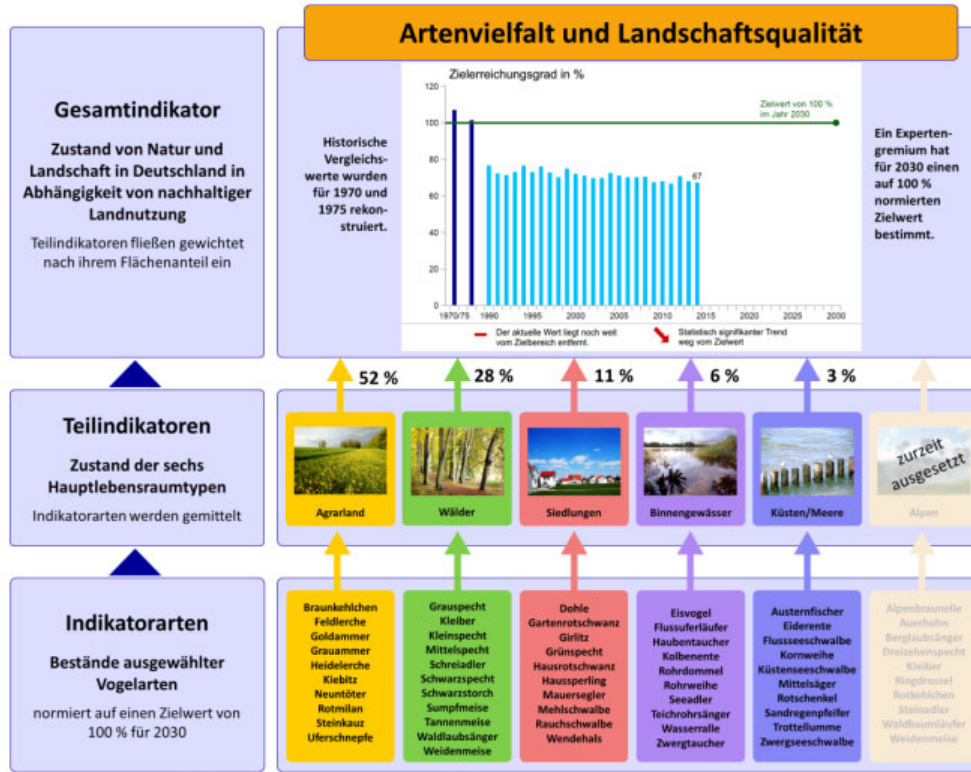 Artenvielfalt und Landschaftsqualität
Gesamtindikator
Zustand von Natur und
Landschaft in Deutschland in
Abhängigkeit von nachhaltiger
Landnutzung
Teilindikatoren fließen gewichtet
nach ihrem Flächenanteil ein
Historische
Vergleichs-
werte wurden
für 1970 und
1975 rekon-
struiert.
Zielerreichungsgrad in %
120
100
80
60
40
20
0
Zielwert von 100 %
im Jahr 2030
67
1970/75 1990 1995 2000 2005 2010 2015 2020 2025 2030
Der aktuelle Wert liegt noch weit
vom Zielbereich entfernt.
Statistisch signifikanter Trend
weg vom Zielwert
Ein Experten-
gremium hat
für 2030 einen
auf 100 %
normierten
Zielwert
bestimmt.
52 % 28 % 11 % 6 % 3 %
Teilindikatoren
Zustand der sechs
Hauptlebensraumtypen
Indikatorarten werden gemittelt
Agrarland
Wälder
Siedlungen
Binnengewässer
Küsten/Meere
zurzeit
ausgesetzt
Alpen
Indikatorarten
Bestände ausgewählter
Vogelarten
normiert auf einen Zielwert von
100 % für 2030
Braunkehlchen
Feldlerche
Goldammer
Grauammer
Heidelerche
Kiebitz
Neuntöter
Rotmilan
Steinkauz
Uferschnepfe
Grauspecht
Kleiber
Kleinspecht
Mittelspecht
Schreiadler
Schwarzspecht
Schwarzstorch
Sumpfmeise
Tannenmeise
Waldlaubsänger
Weidenmeise
Dohle
Gartenrotschwanz
Girlitz
Grünspecht
Hausrotschwanz
Haussperling
Mauersegler
Mehlschwalbe
Rauchschwalbe
Wendehals
Eisvogel
Flussuferläufer
Haubentaucher
Kolbenente
Rohrdommel
Rohrweihe
Seeadler
Teichrohrsänger
Wasserralle
Zwergtaucher
Austernfischer
Eiderente
Flussseeschwalbe
Kornweihe
Küstenseeschwalbe
Mittelsäger
Rotschenkel
Sandregenpfeifer
Trottellumme
Zwergseeschwalbe
Alpenbraunelle
Auerhuhn
Berglaubsänger
Dreizehenspecht
Kleiber
Ringdrossel
Rotkehlchen
Steinadler
Waldbaumläufer
Weidenmeise